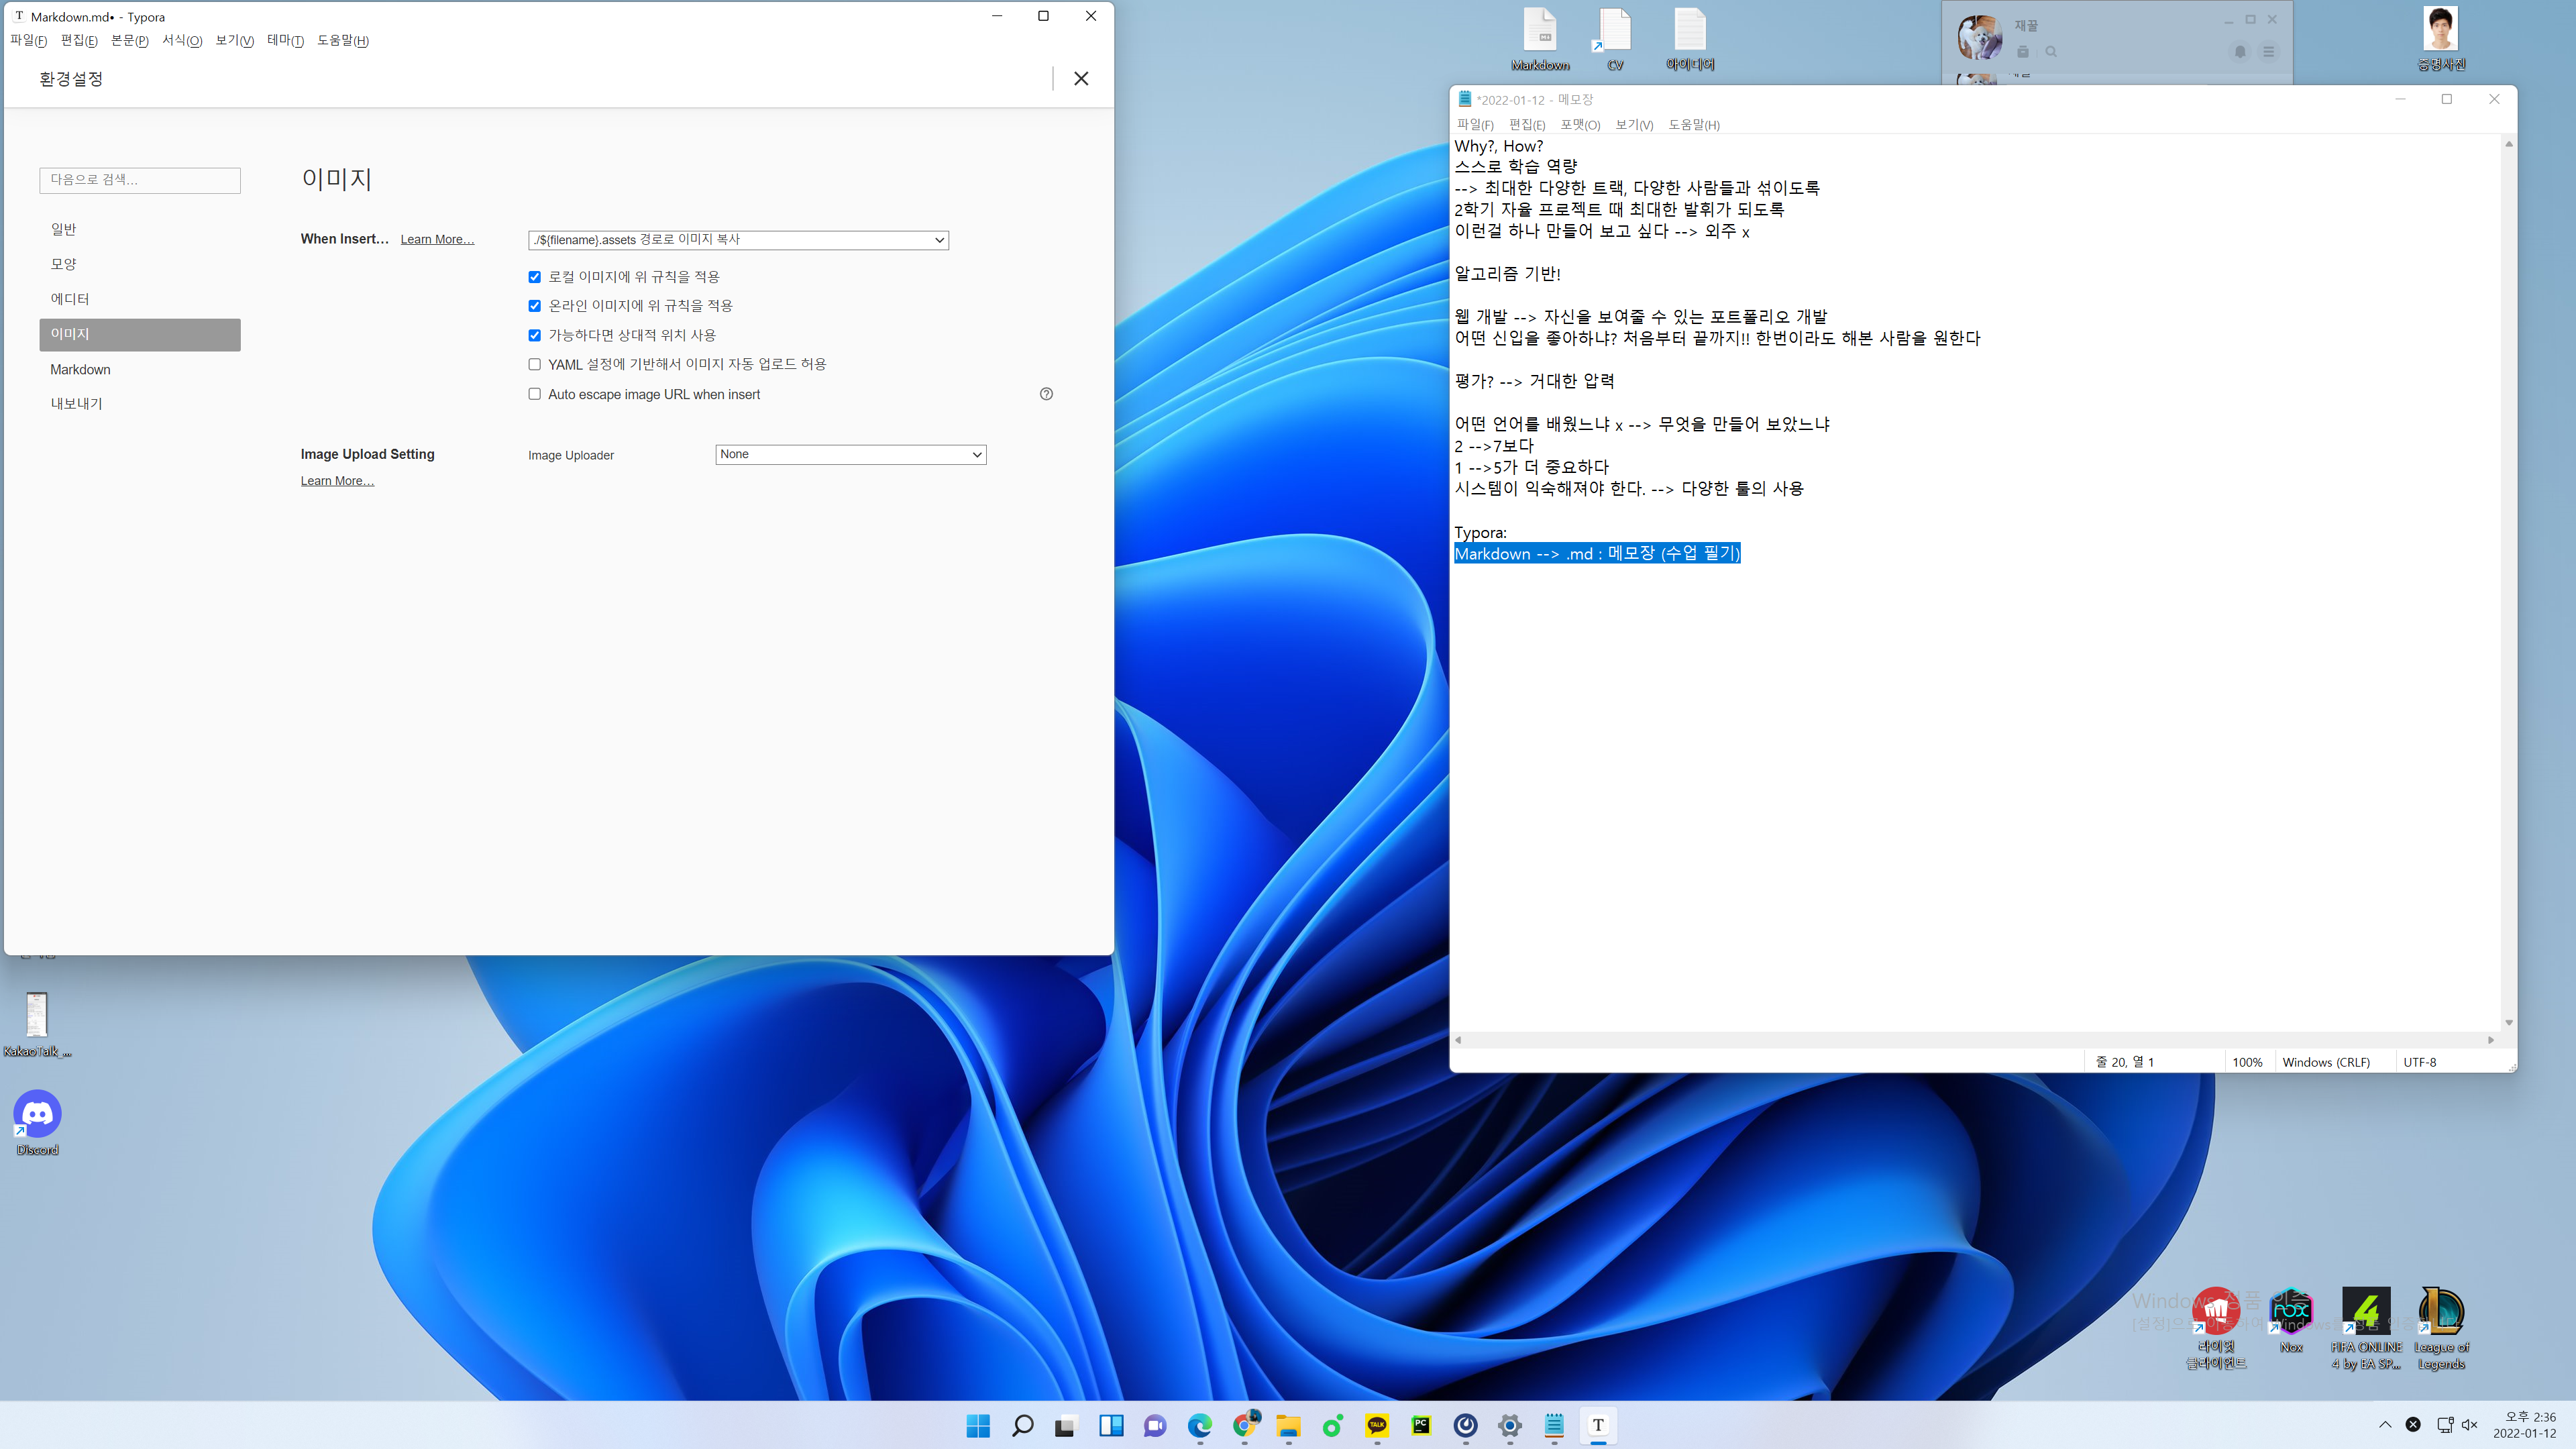 Markdown.md• - Typora
파일(F) 편집(E) 본문(P) 서식(O) 보기(V) 테마(T) 도움말(H)
환경설정
다음으로 검색...
일반
모양
에디터
이미지
Markdown
내보내기
이미지
When Insert... Learn More...
./${filename}.assets 경로로 이미지 복사
로컬 이미지에 위 규칙을 적용
온라인 이미지에 위 규칙을 적용
가능하다면 상대적 위치 사용
YAML 설정에 기반해서 이미지 자동 업로드 허용
Auto escape image URL when insert
Image Upload Setting
Image Uploader
None
Learn More...
Markdown
CV
아이디어
재꿀
증명사진
*2022-01-12 - 메모장
파일(F) 편집(E) 포맷(O) 보기(V) 도움말(H)
Why?, How?
스스로 학습 역량
--> 최대한 다양한 트랙, 다양한 사람들과 섞이도록
2학기 자율 프로젝트 때 최대한 발휘가 되도록
이런걸 하나 만들어 보고 싶다 --> 외주 x
알고리즘 기반!
웹 개발 --> 자신을 보여줄 수 있는 포트폴리오 개발
어떤 신입을 좋아하냐? 처음부터 끝까지!! 한번이라도 해본 사람을 원한다
평가? --> 거대한 압력
어떤 언어를 배웠느냐 x --> 무엇을 만들어 보았느냐
2 -->7보다
1 -->5가 더 중요하다
시스템이 익숙해져야 한다. --> 다양한 툴의 사용
Typora:
Markdown --> .md : 메모장 (수업 필기)
줄 20, 열 1
100%
Windows (CRLF)
UTF-8
KakaoTalk_...
Discord
Windows 정품 인증
라이엇 클라이언트
Nox
FIFA ONLINE 4 by EA SP...
League of Legends
오후 2:36
2022-01-12